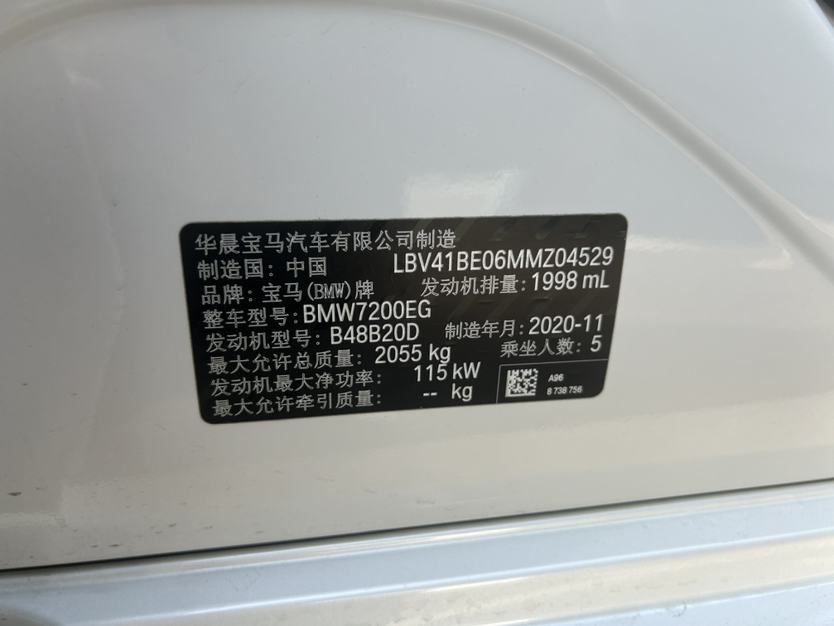 华晨宝马汽车有限公司制造
制造国：中国 LBV41BE06MMZ04529
品牌：宝马(BMW)牌 发动机排量：1998 mL
整车型号：BMW7200EG
发动机型号：B48B20D 制造年月：2020-11
最大允许总质量：2055 kg 乘坐人数：5
发动机最大净功率：115 kW
最大允许牵引质量：-- kg
A96
8 738 756